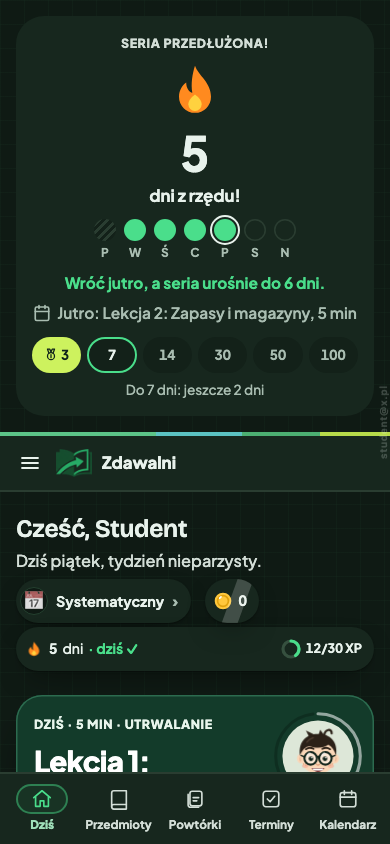 SERIA PRZEDŁUŻONA!
5
dni z rzędu!
P W Ś C P S N
Wróć jutro, a seria urośnie do 6 dni.
Jutro: Lekcja 2: Zapasy i magazyny, 5 min
3 7 14 30 50 100
Do 7 dni: jeszcze 2 dni
student@x.pl
Zdawalni
Cześć, Student
Dziś piątek, tydzień nieparzysty.
17 Systematyczny › 0
5 dni · dziś ✓ 12/30 XP
DZIŚ · 5 MIN · UTRWALANIE
Lekcja 1:
Dziś Przedmioty Powtórki Terminy Kalendarz